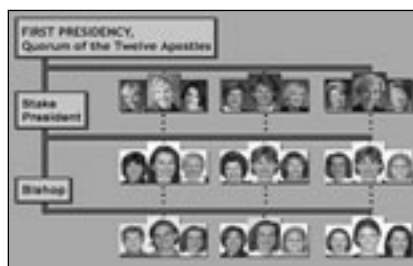 FIRST PRESIDENCY,
Quorum of the Twelve Apostles
Stake
President
Bishop